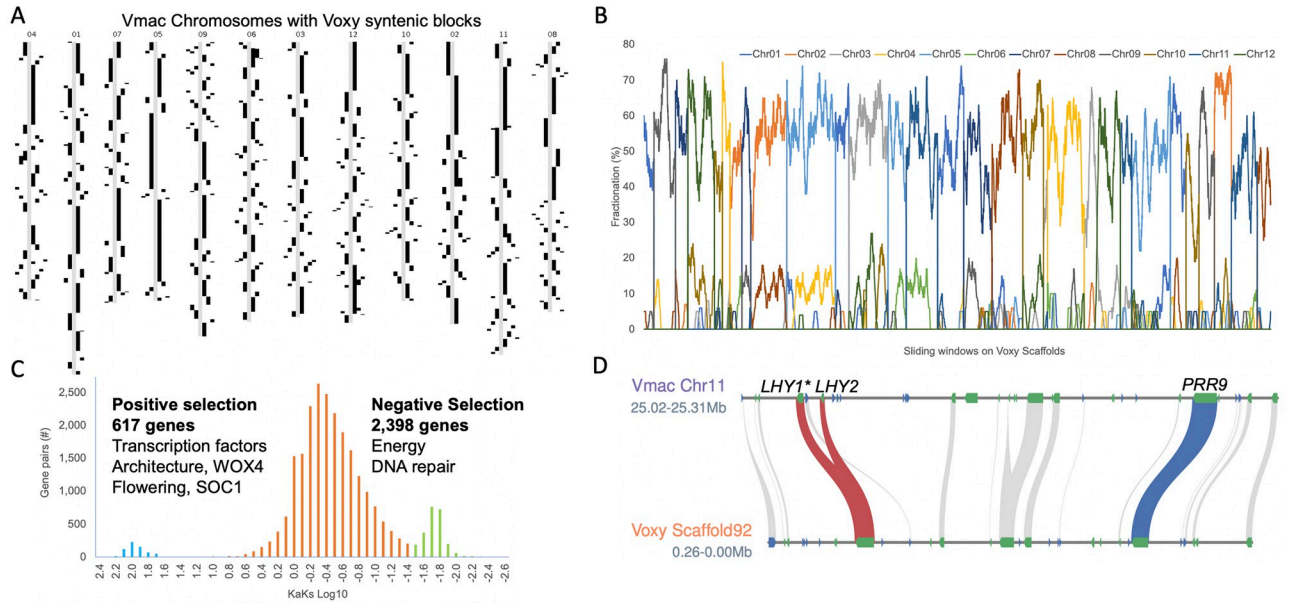 A
Vmac Chromosomes with Voxy syntenic blocks
04 01 07 05 09 06 03 12 10 02 11 08
B
80
70
60
50
40
30
20
10
0
Fractionation (%)
Chr01 Chr02 Chr03 Chr04 Chr05 Chr06 Chr07 Chr08 Chr09 Chr10 Chr11 Chr12
Sliding windows on Voxy Scaffolds
C
2,500
2,000
1,500
1,000
500
0
Gene pairs (#)
Positive selection
617 genes
Transcription factors
Architecture, WOX4
Flowering, SOC1
Negative Selection
2,398 genes
Energy
DNA repair
2.4 2.2 2.0 1.8 1.6 1.4 1.2 1.0 0.8 0.6 0.4 0.2 0.0 -0.2 -0.4 -0.6 -0.8 -1.0 -1.2 -1.4 -1.6 -1.8 -2.0 -2.2 -2.4 -2.6
KaKs Log10
D
Vmac Chr11
25.02-25.31Mb
LHY1* LHY2
PRR9
Voxy Scaffold92
0.26-0.00Mb